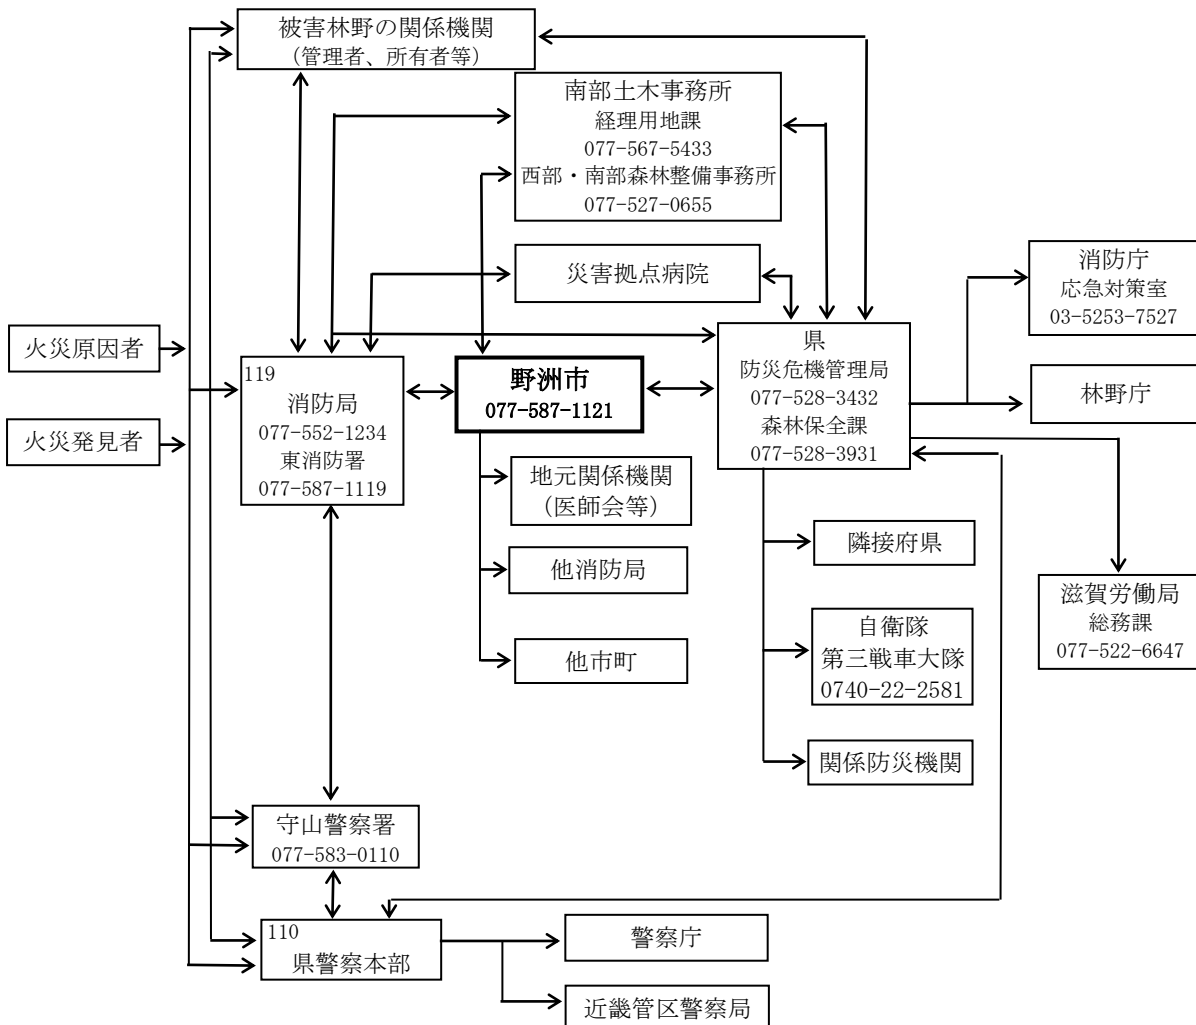 被害林野の関係機関
（管理者、所有者等）
南部土木事務所
経理用地課
077-567-5433
西部・南部森林整備事務所
077-527-0655
災害拠点病院
消防庁
応急対策室
03-5253-7527
火災原因者
火災発見者
119
消防局
077-552-1234
東消防署
077-587-1119
野洲市
077-587-1121
県
防災危機管理局
077-528-3432
森林保全課
077-528-3931
林野庁
地元関係機関
（医師会等）
他消防局
他市町
隣接府県
自衛隊
第三戦車大隊
0740-22-2581
関係防災機関
滋賀労働局
総務課
077-522-6647
守山警察署
077-583-0110
110
県警察本部
警察庁
近畿管区警察局